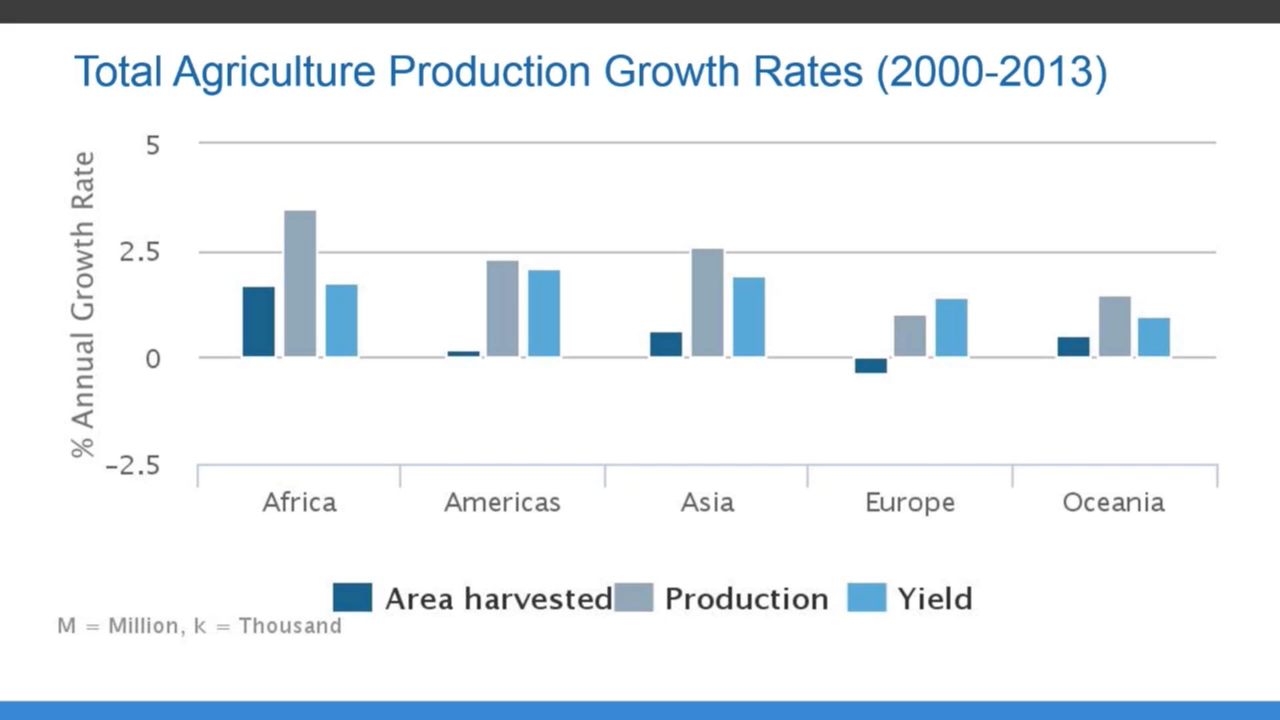 Total Agriculture Production Growth Rates (2000-2013)
% Annual Growth Rate
5
2.5
0
–2.5
Africa Americas Asia Europe Oceania
Area harvested Production Yield
M = Million, k = Thousand